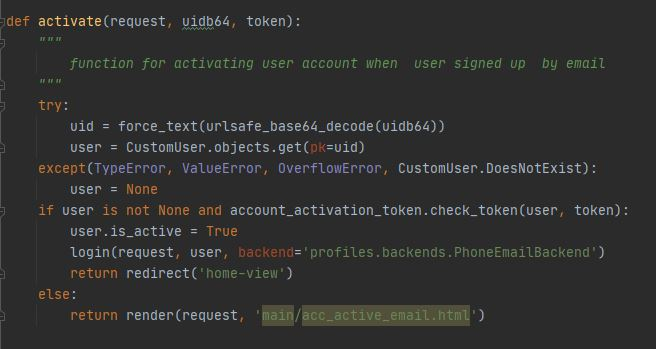 def activate(request, uidb64, token):
    """
        function for activating user account when  user signed up  by email
    """
    try:
        uid = force_text(urlsafe_base64_decode(uidb64))
        user = CustomUser.objects.get(pk=uid)
    except(TypeError, ValueError, OverflowError, CustomUser.DoesNotExist):
        user = None
    if user is not None and account_activation_token.check_token(user, token):
        user.is_active = True
        login(request, user, backend='profiles.backends.PhoneEmailBackend')
        return redirect('home-view')
    else:
        return render(request, 'main/acc_active_email.html')